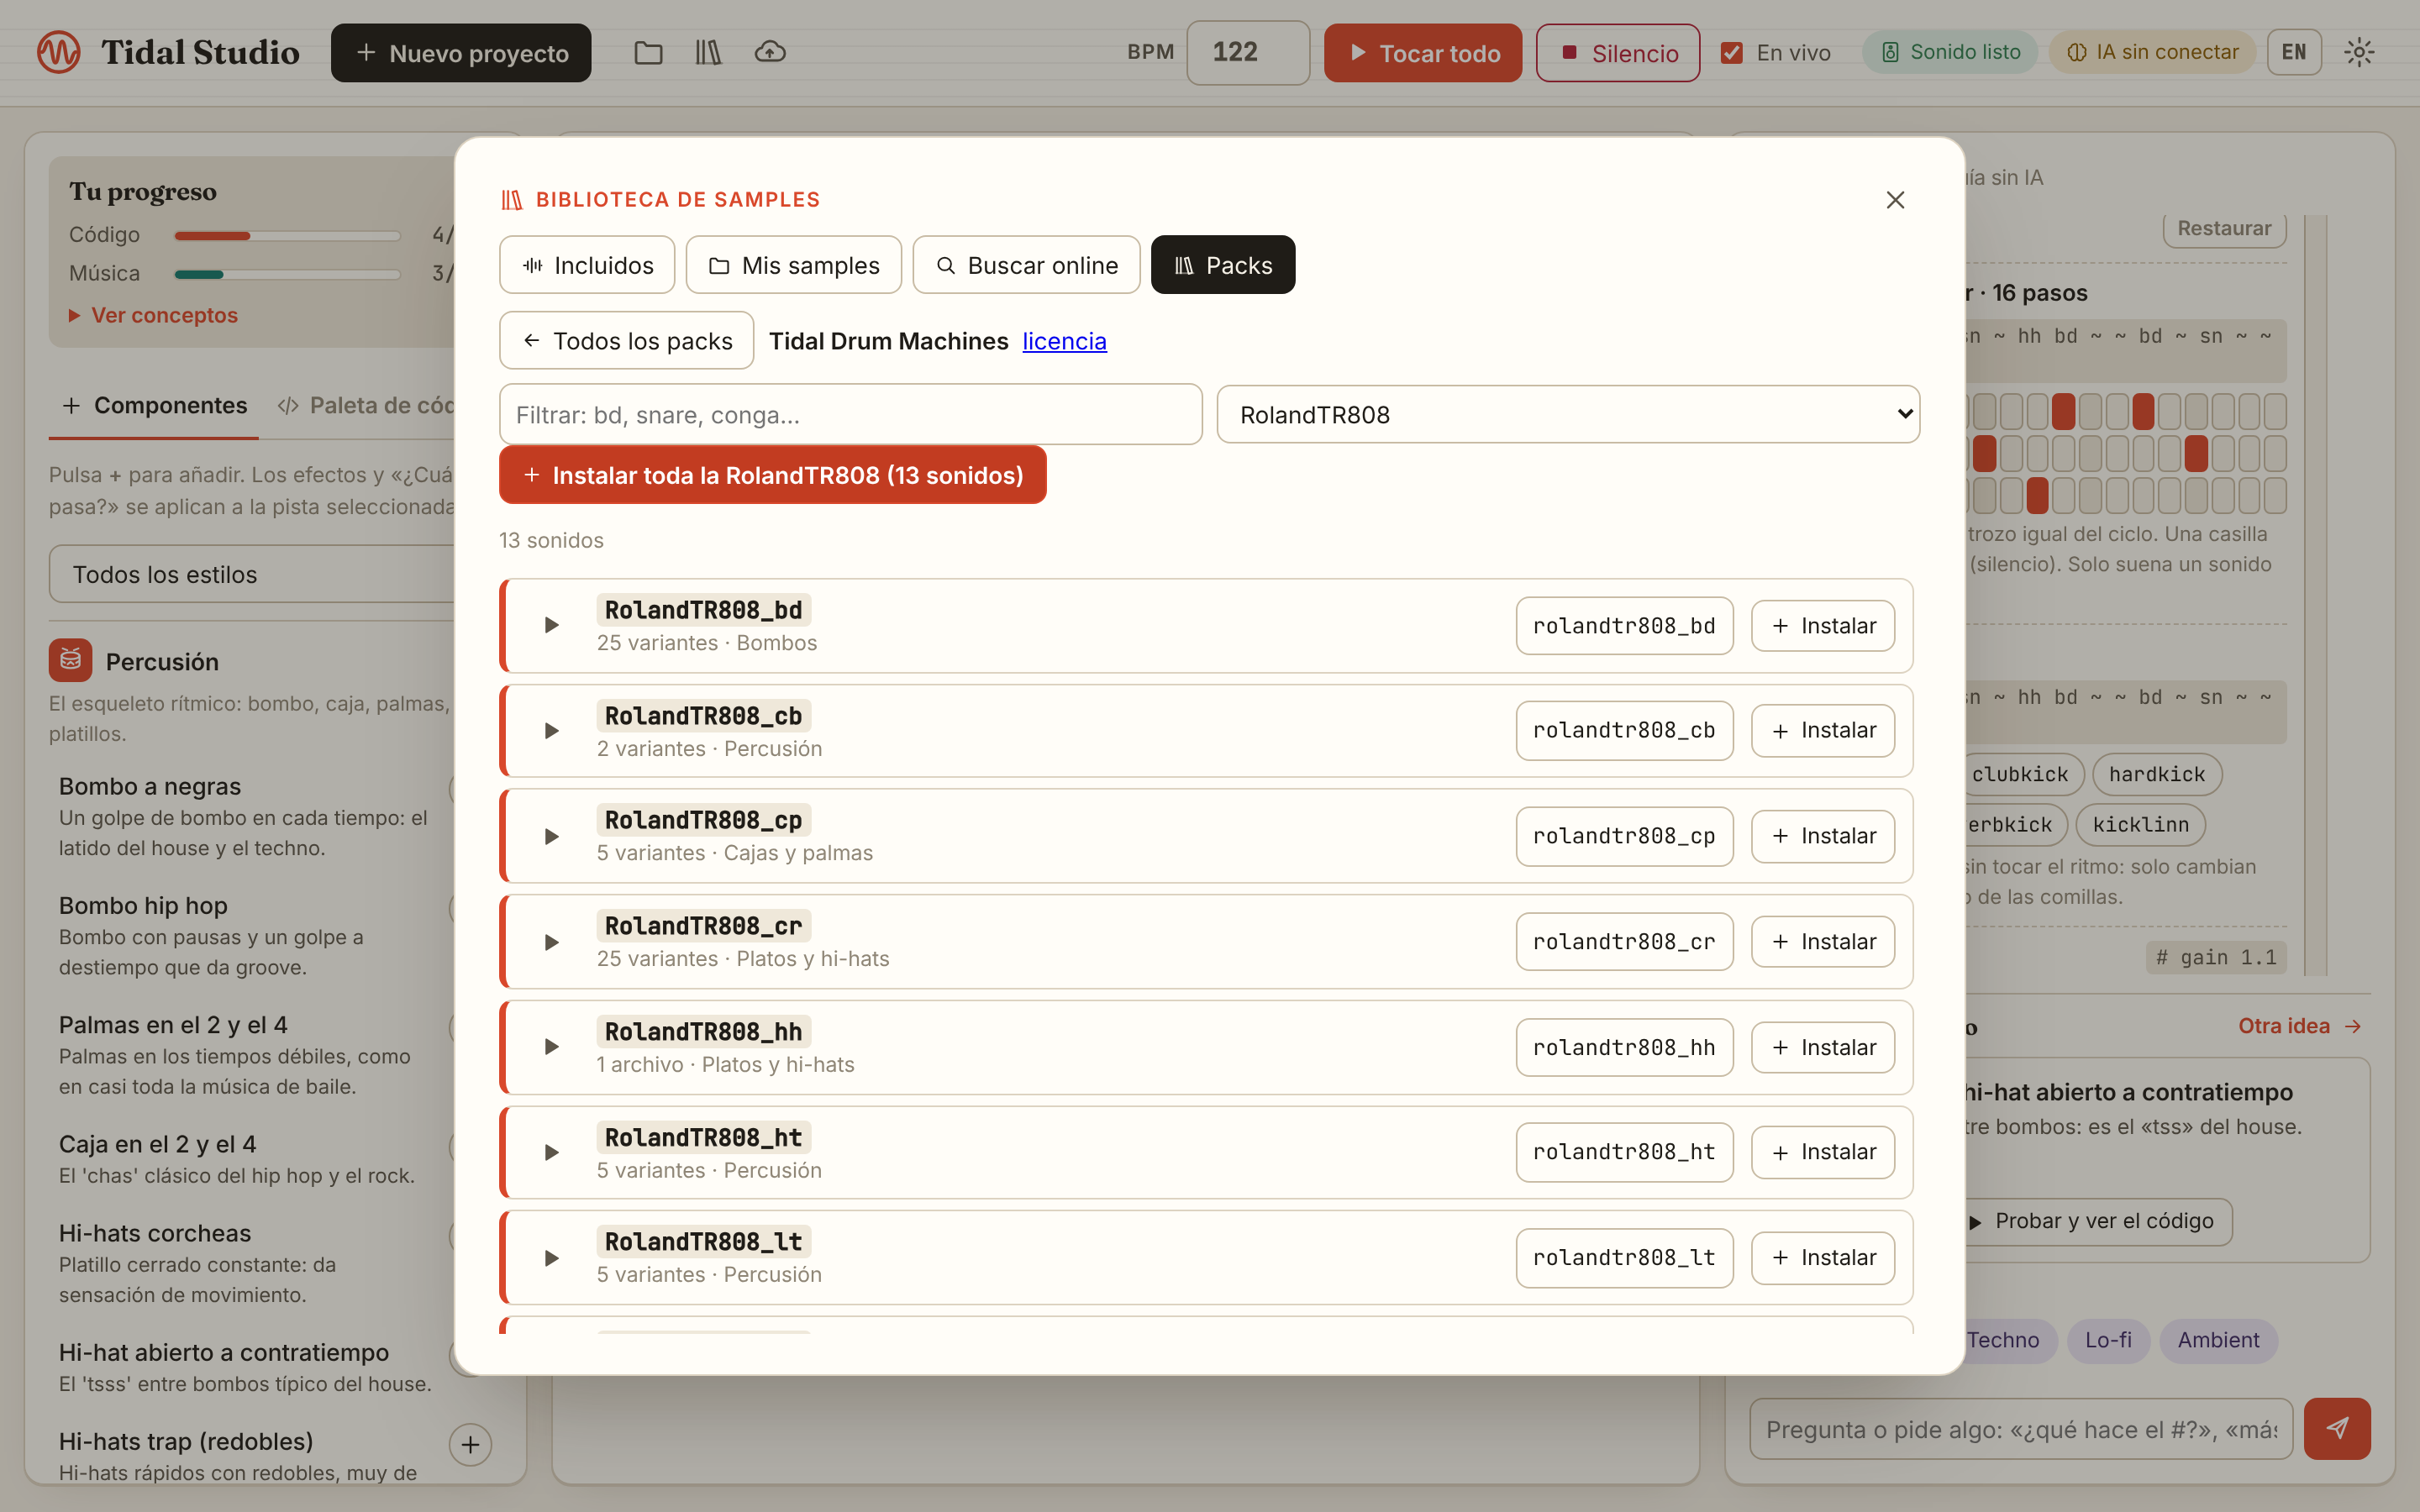 Tidal Studio
Nuevo proyecto
BPM
122
Tocar todo
Silencio
En vivo
Sonido listo
IA sin conectar
EN
Tu progreso
Código
4/
Música
3/
Ver conceptos
Componentes
Paleta de cód
Pulsa + para añadir. Los efectos y «¿Cuá
pasa?» se aplican a la pista seleccionada
Todos los estilos
Percusión
El esqueleto rítmico: bombo, caja, palmas,
platillos.
Bombo a negras
Un golpe de bombo en cada tiempo: el
latido del house y el techno.
Bombo hip hop
Bombo con pausas y un golpe a
destiempo que da groove.
Palmas en el 2 y el 4
Palmas en los tiempos débiles, como
en casi toda la música de baile.
Caja en el 2 y el 4
El 'chas' clásico del hip hop y el rock.
Hi-hats corcheas
Platillo cerrado constante: da
sensación de movimiento.
Hi-hat abierto a contratiempo
El 'tsss' entre bombos típico del house.
Hi-hats trap (redobles)
Hi-hats rápidos con redobles, muy de
BIBLIOTECA DE SAMPLES
Incluidos
Mis samples
Buscar online
Packs
Todos los packs
Tidal Drum Machines
licencia
Filtrar: bd, snare, conga...
RolandTR808
Instalar toda la RolandTR808 (13 sonidos)
13 sonidos
RolandTR808_bd
25 variantes · Bombos
rolandtr808_bd
Instalar
RolandTR808_cb
2 variantes · Percusión
rolandtr808_cb
Instalar
RolandTR808_cp
5 variantes · Cajas y palmas
rolandtr808_cp
Instalar
RolandTR808_cr
25 variantes · Platos y hi-hats
rolandtr808_cr
Instalar
RolandTR808_hh
1 archivo · Platos y hi-hats
rolandtr808_hh
Instalar
RolandTR808_ht
5 variantes · Percusión
rolandtr808_ht
Instalar
RolandTR808_lt
5 variantes · Percusión
rolandtr808_lt
Instalar
ía sin IA
Restaurar
r · 16 pasos
sn ~ hh bd ~ ~ bd ~ sn ~ ~
trozo igual del ciclo. Una casilla
(silencio). Solo suena un sonido
sn ~ hh bd ~ ~ bd ~ sn ~ ~
clubkick
hardkick
erbkick
kicklinn
sin tocar el ritmo: solo cambian
o de las comillas.
# gain 1.1
o
Otra idea
hi-hat abierto a contratiempo
tre bombos: es el «tss» del house.
Probar y ver el código
Techno
Lo-fi
Ambient
Pregunta o pide algo: «¿qué hace el #?», «más